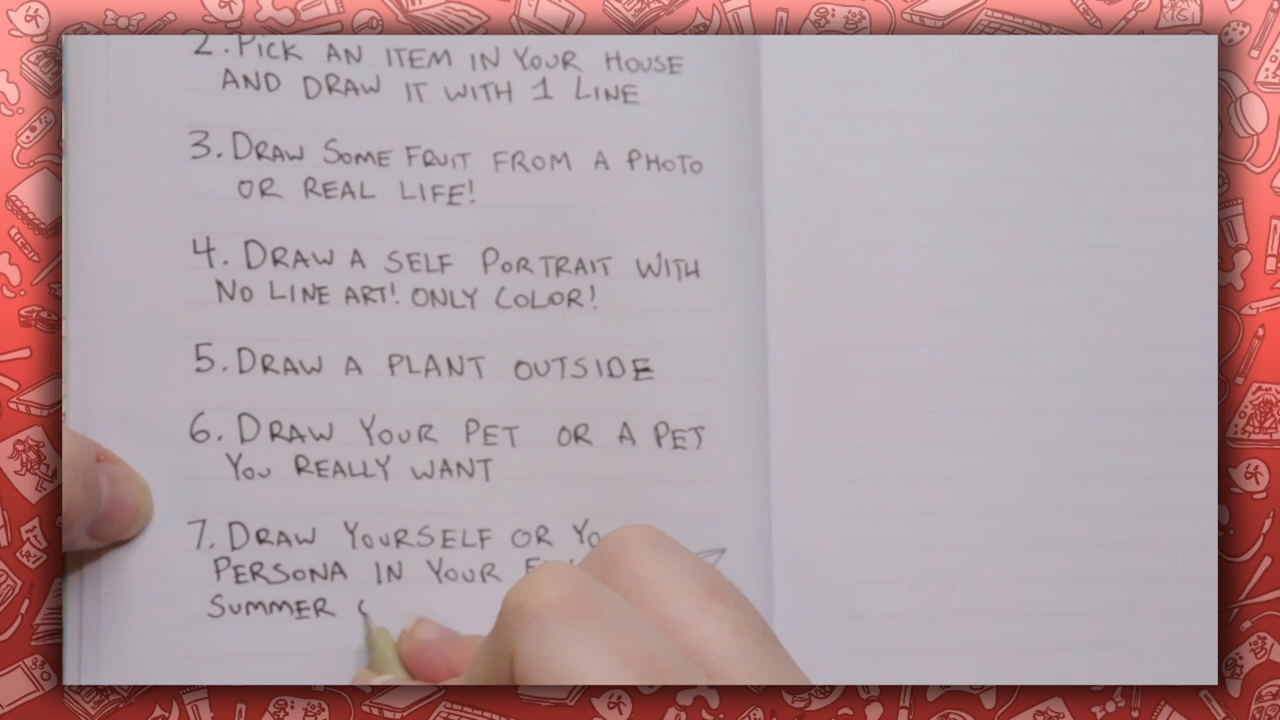 2. PICK AN ITEM IN YOUR HOUSE
AND DRAW IT WITH 1 LINE
3. DRAW SOME FRUIT FROM A PHOTO
OR REAL LIFE!
4. DRAW A SELF PORTRAIT WITH
NO LINE ART! ONLY COLOR!
5. DRAW A PLANT OUTSIDE
6. DRAW YOUR PET OR A PET
YOU REALLY WANT
7. DRAW YOURSELF OR
PERSONA IN YOUR
SUMMER